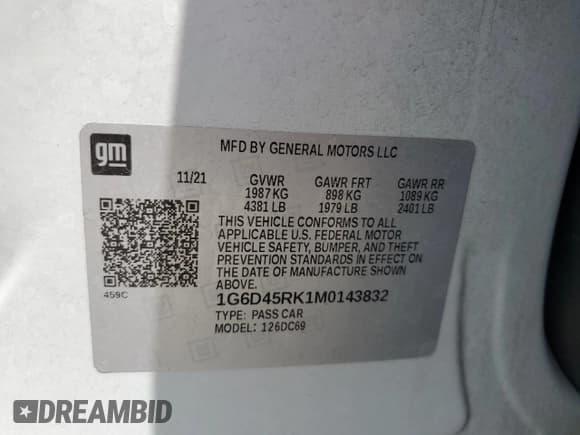 gm
MFD BY GENERAL MOTORS LLC
11/21 GVWR GAWR FRT GAWR RR
1987 KG 898 KG 1089 KG
4381 LB 1979 LB 2401 LB
THIS VEHICLE CONFORMS TO ALL
APPLICABLE U.S. FEDERAL MOTOR
VEHICLE SAFETY, BUMPER, AND THEFT
PREVENTION STANDARDS IN EFFECT ON
THE DATE OF MANUFACTURE SHOWN
ABOVE.
459C
1G6D45RK1M0143832
TYPE: PASS CAR
MODEL: 126DC69
DREAMBID